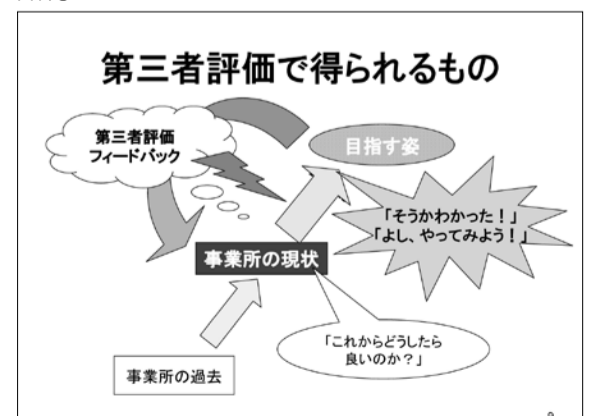 第三者評価で得られるもの
第三者評価
フィードバック
目指す姿
「そうかわかった！」
「よし、やってみよう！」
事業所の現状
「これからどうしたら
良いのか？」
事業所の過去